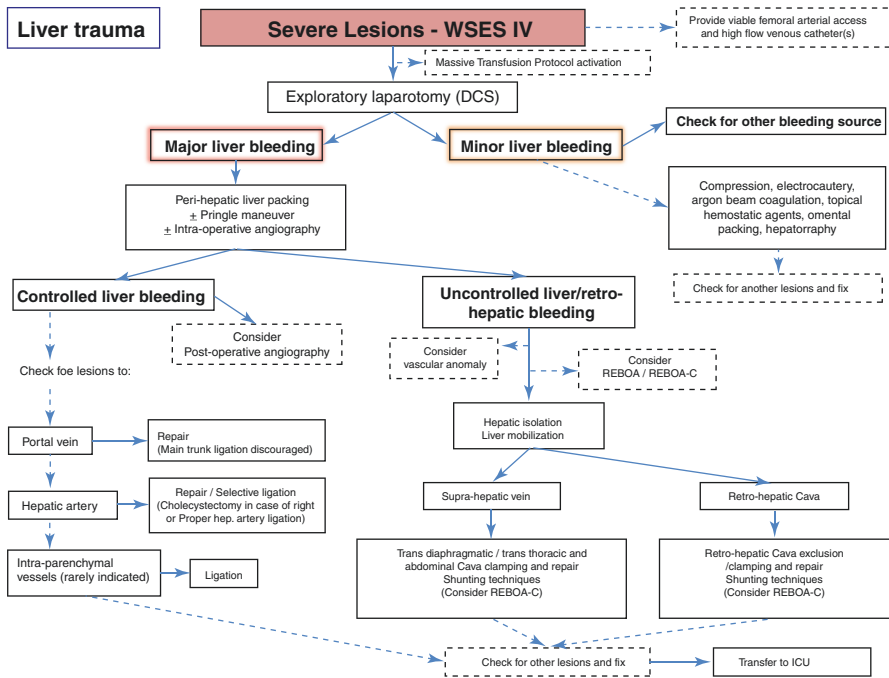 Liver trauma
Severe Lesions - WSES IV
Provide viable femoral arterial access
and high flow venous catheter(s)
Massive Transfusion Protocol activation
Exploratory laparotomy (DCS)
Major liver bleeding
Minor liver bleeding
Check for other bleeding source
Peri-hepatic liver packing
± Pringle maneuver
± Intra-operative angiography
Compression, electrocautery,
argon beam coagulation, topical
hemostatic agents, omental
packing, hepatorraphy
Check for another lesions and fix
Controlled liver bleeding
Uncontrolled liver/retro-
hepatic bleeding
Consider
Post-operative angiography
Consider
vascular anomaly
Consider
REBOA / REBOA-C
Check foe lesions to:
Hepatic isolation
Liver mobilization
Portal vein
Repair
(Main trunk ligation discouraged)
Hepatic artery
Repair / Selective ligation
(Cholecystectomy in case of right
or Proper hep. artery ligation)
Supra-hepatic vein
Retro-hepatic Cava
Intra-parenchymal
vessels (rarely indicated)
Ligation
Trans diaphragmatic / trans thoracic and
abdominal Cava clamping and repair
Shunting techniques
(Consider REBOA-C)
Retro-hepatic Cava exclusion
/clamping and repair
Shunting techniques
(Consider REBOA-C)
Check for other lesions and fix
Transfer to ICU